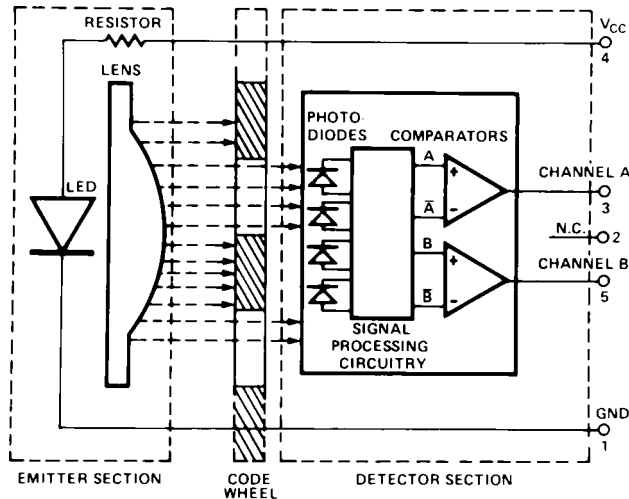 RESISTOR
LENS
LED
PHOTO-
DIODES
COMPARATORS
A
+
Ā
−
B
+
B̄
−
SIGNAL
PROCESSING
CIRCUITRY
VCC
4
CHANNEL A
3
N.C.
2
CHANNEL B
5
GND
1
EMITTER SECTION
CODE
WHEEL
DETECTOR SECTION